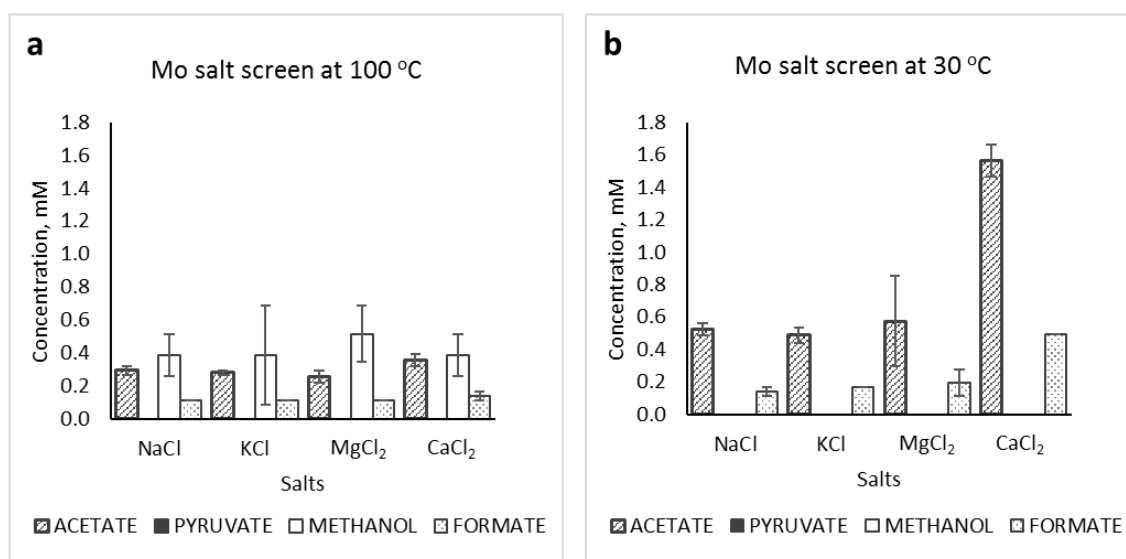 a
Mo salt screen at 100 °C
Concentration, mM
1.8
1.6
1.4
1.2
1.0
0.8
0.6
0.4
0.2
0.0
NaCl KCl MgCl₂ CaCl₂
Salts
ACETATE PYRUVATE METHANOL FORMATE
b
Mo salt screen at 30 °C
Concentration, mM
1.8
1.6
1.4
1.2
1.0
0.8
0.6
0.4
0.2
0.0
NaCl KCl MgCl₂ CaCl₂
Salts
ACETATE PYRUVATE METHANOL FORMATE